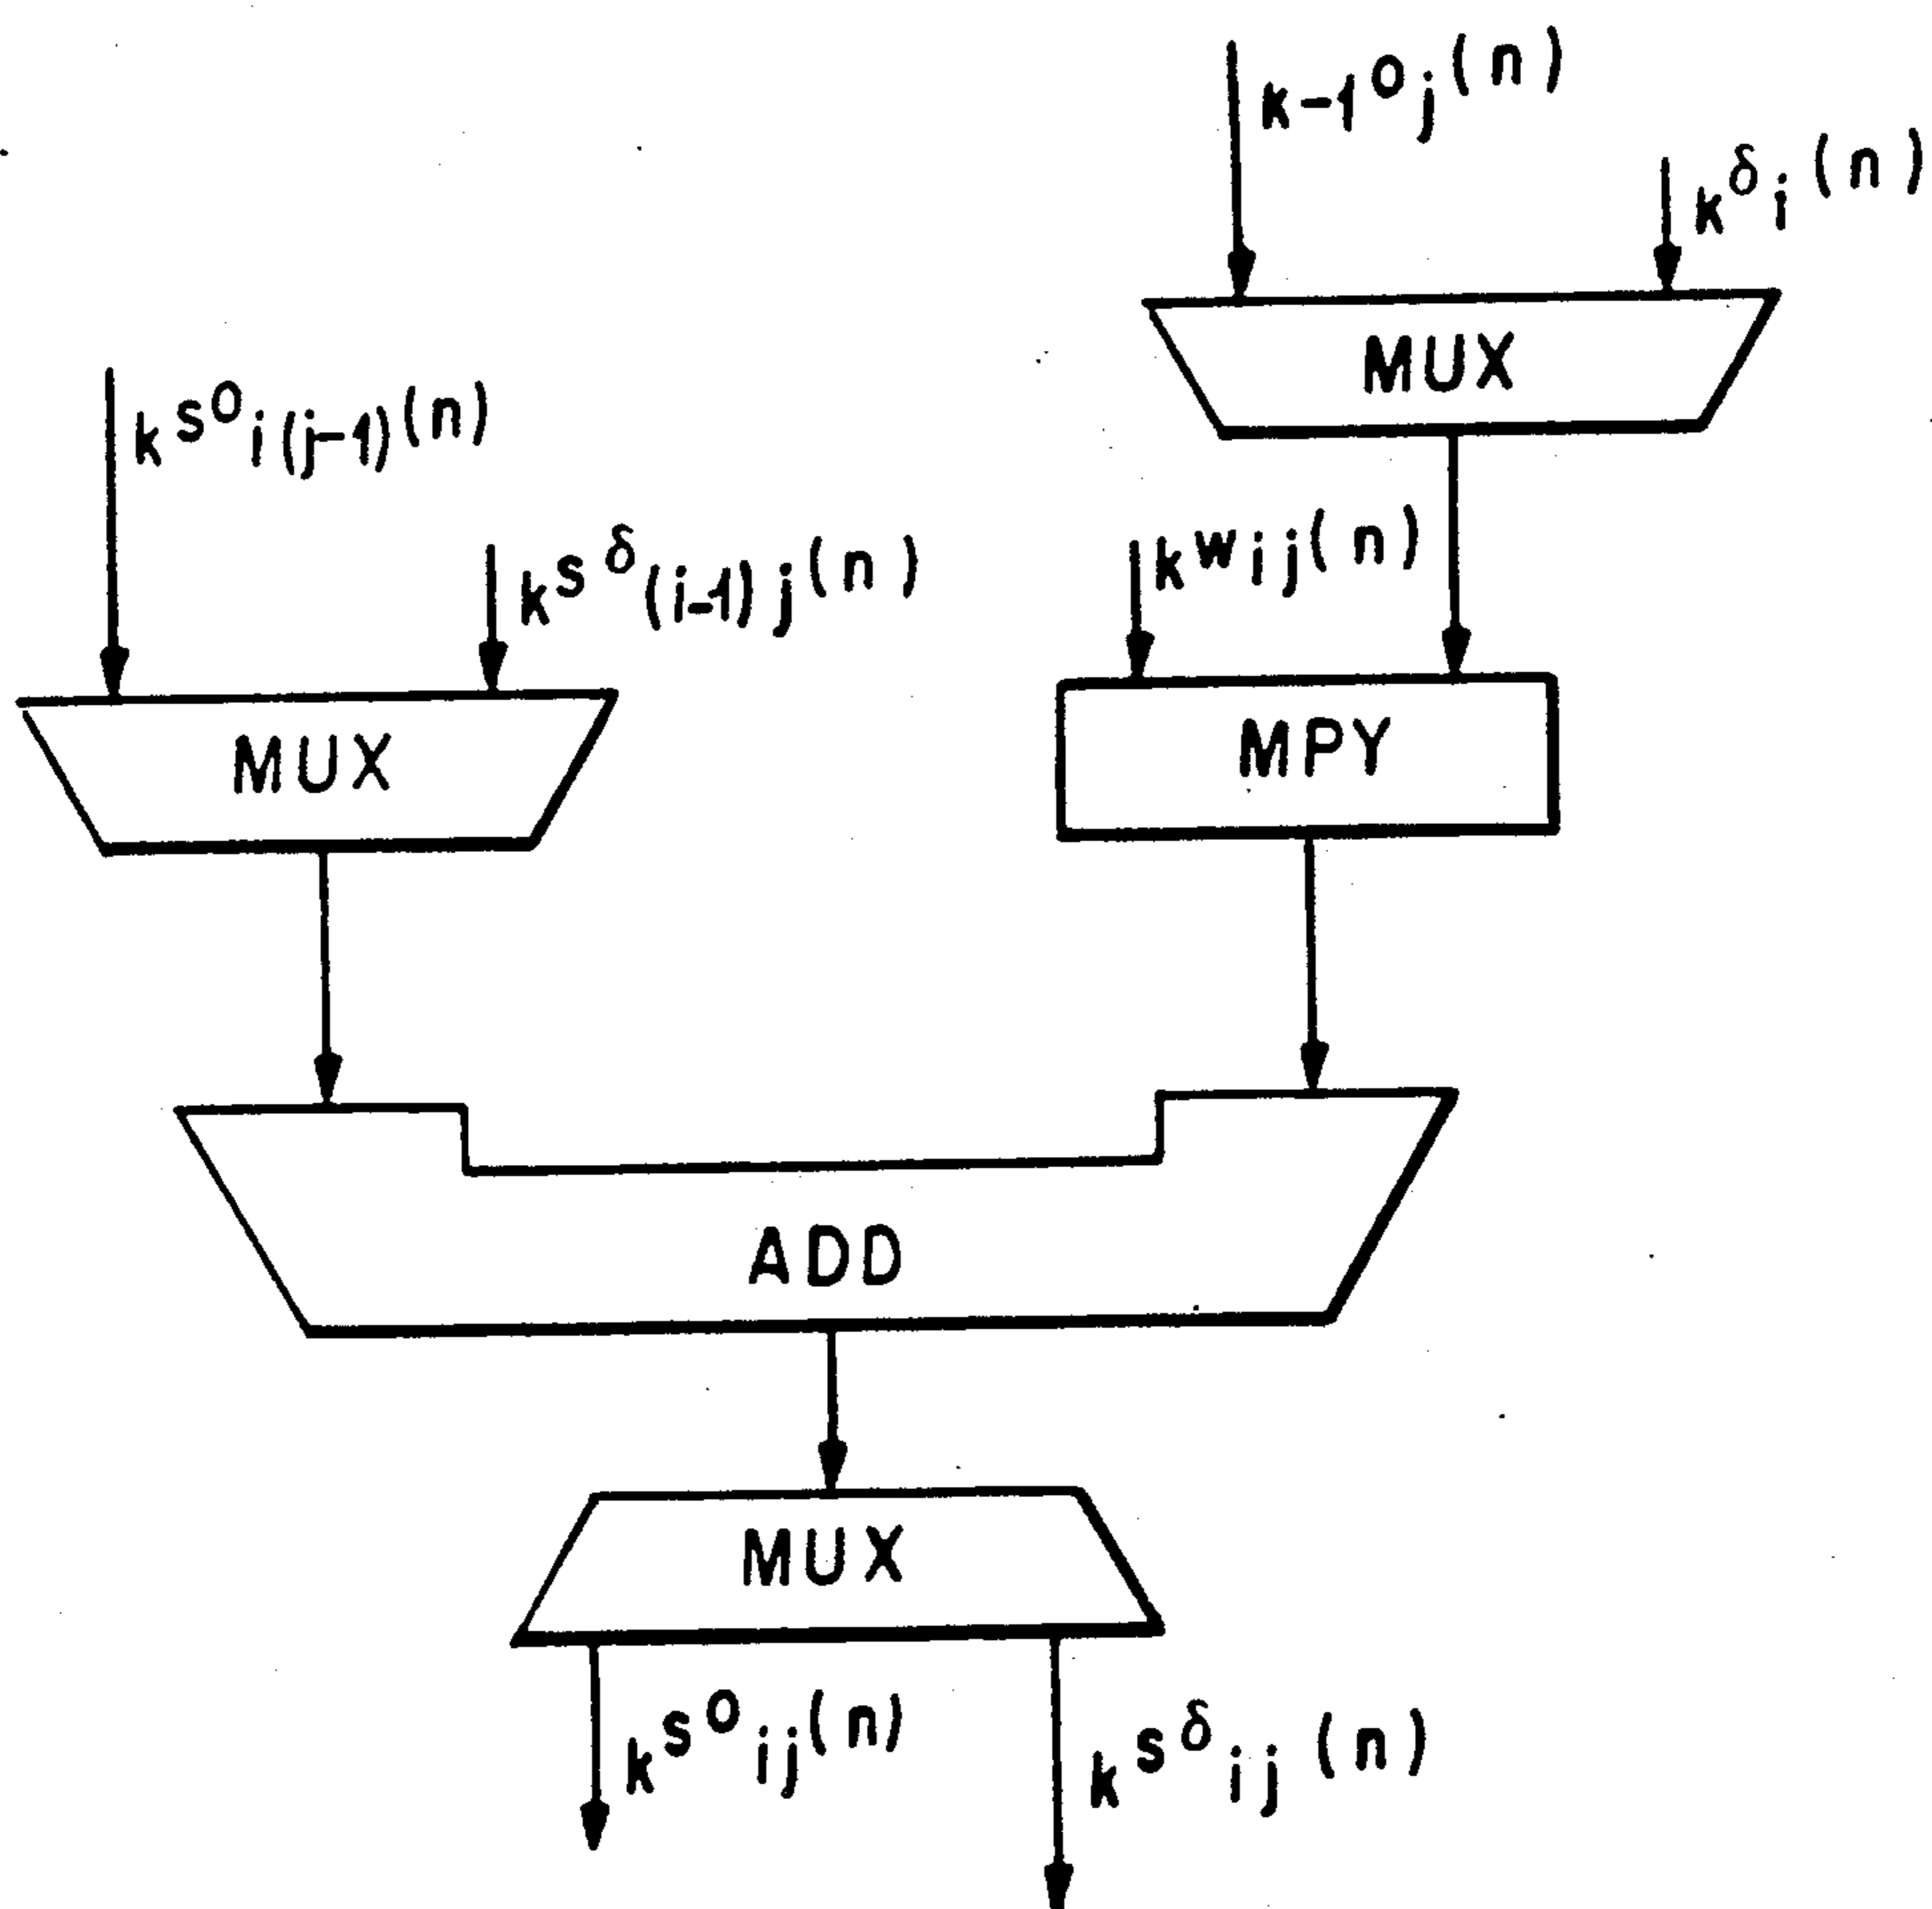 k-1oj(n)
kδi(n)
MUX
ksoi(j-1)(n)
ksδ(i-1)j(n)
kwij(n)
MUX
MPY
ADD
MUX
ksoij(n)
ksδij(n)